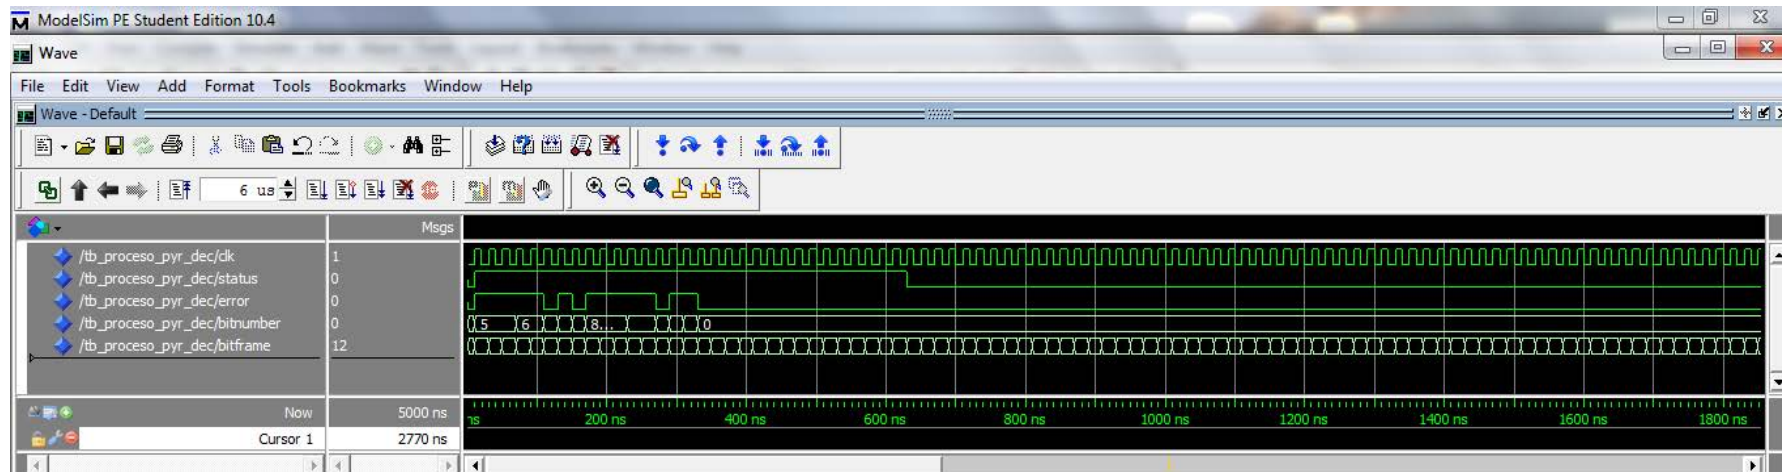 ModelSim PE Student Edition 10.4
Wave
File Edit View Add Format Tools Bookmarks Window Help
Wave - Default
6 us
Msgs
/tb_proceso_pyr_dec/clk 1
/tb_proceso_pyr_dec/status 0
/tb_proceso_pyr_dec/error 0
/tb_proceso_pyr_dec/bitnumber 0 5 6 8... 0
/tb_proceso_pyr_dec/bitframe 12
Now 5000 ns ns 200 ns 400 ns 600 ns 800 ns 1000 ns 1200 ns 1400 ns 1600 ns 1800 ns
Cursor 1 2770 ns